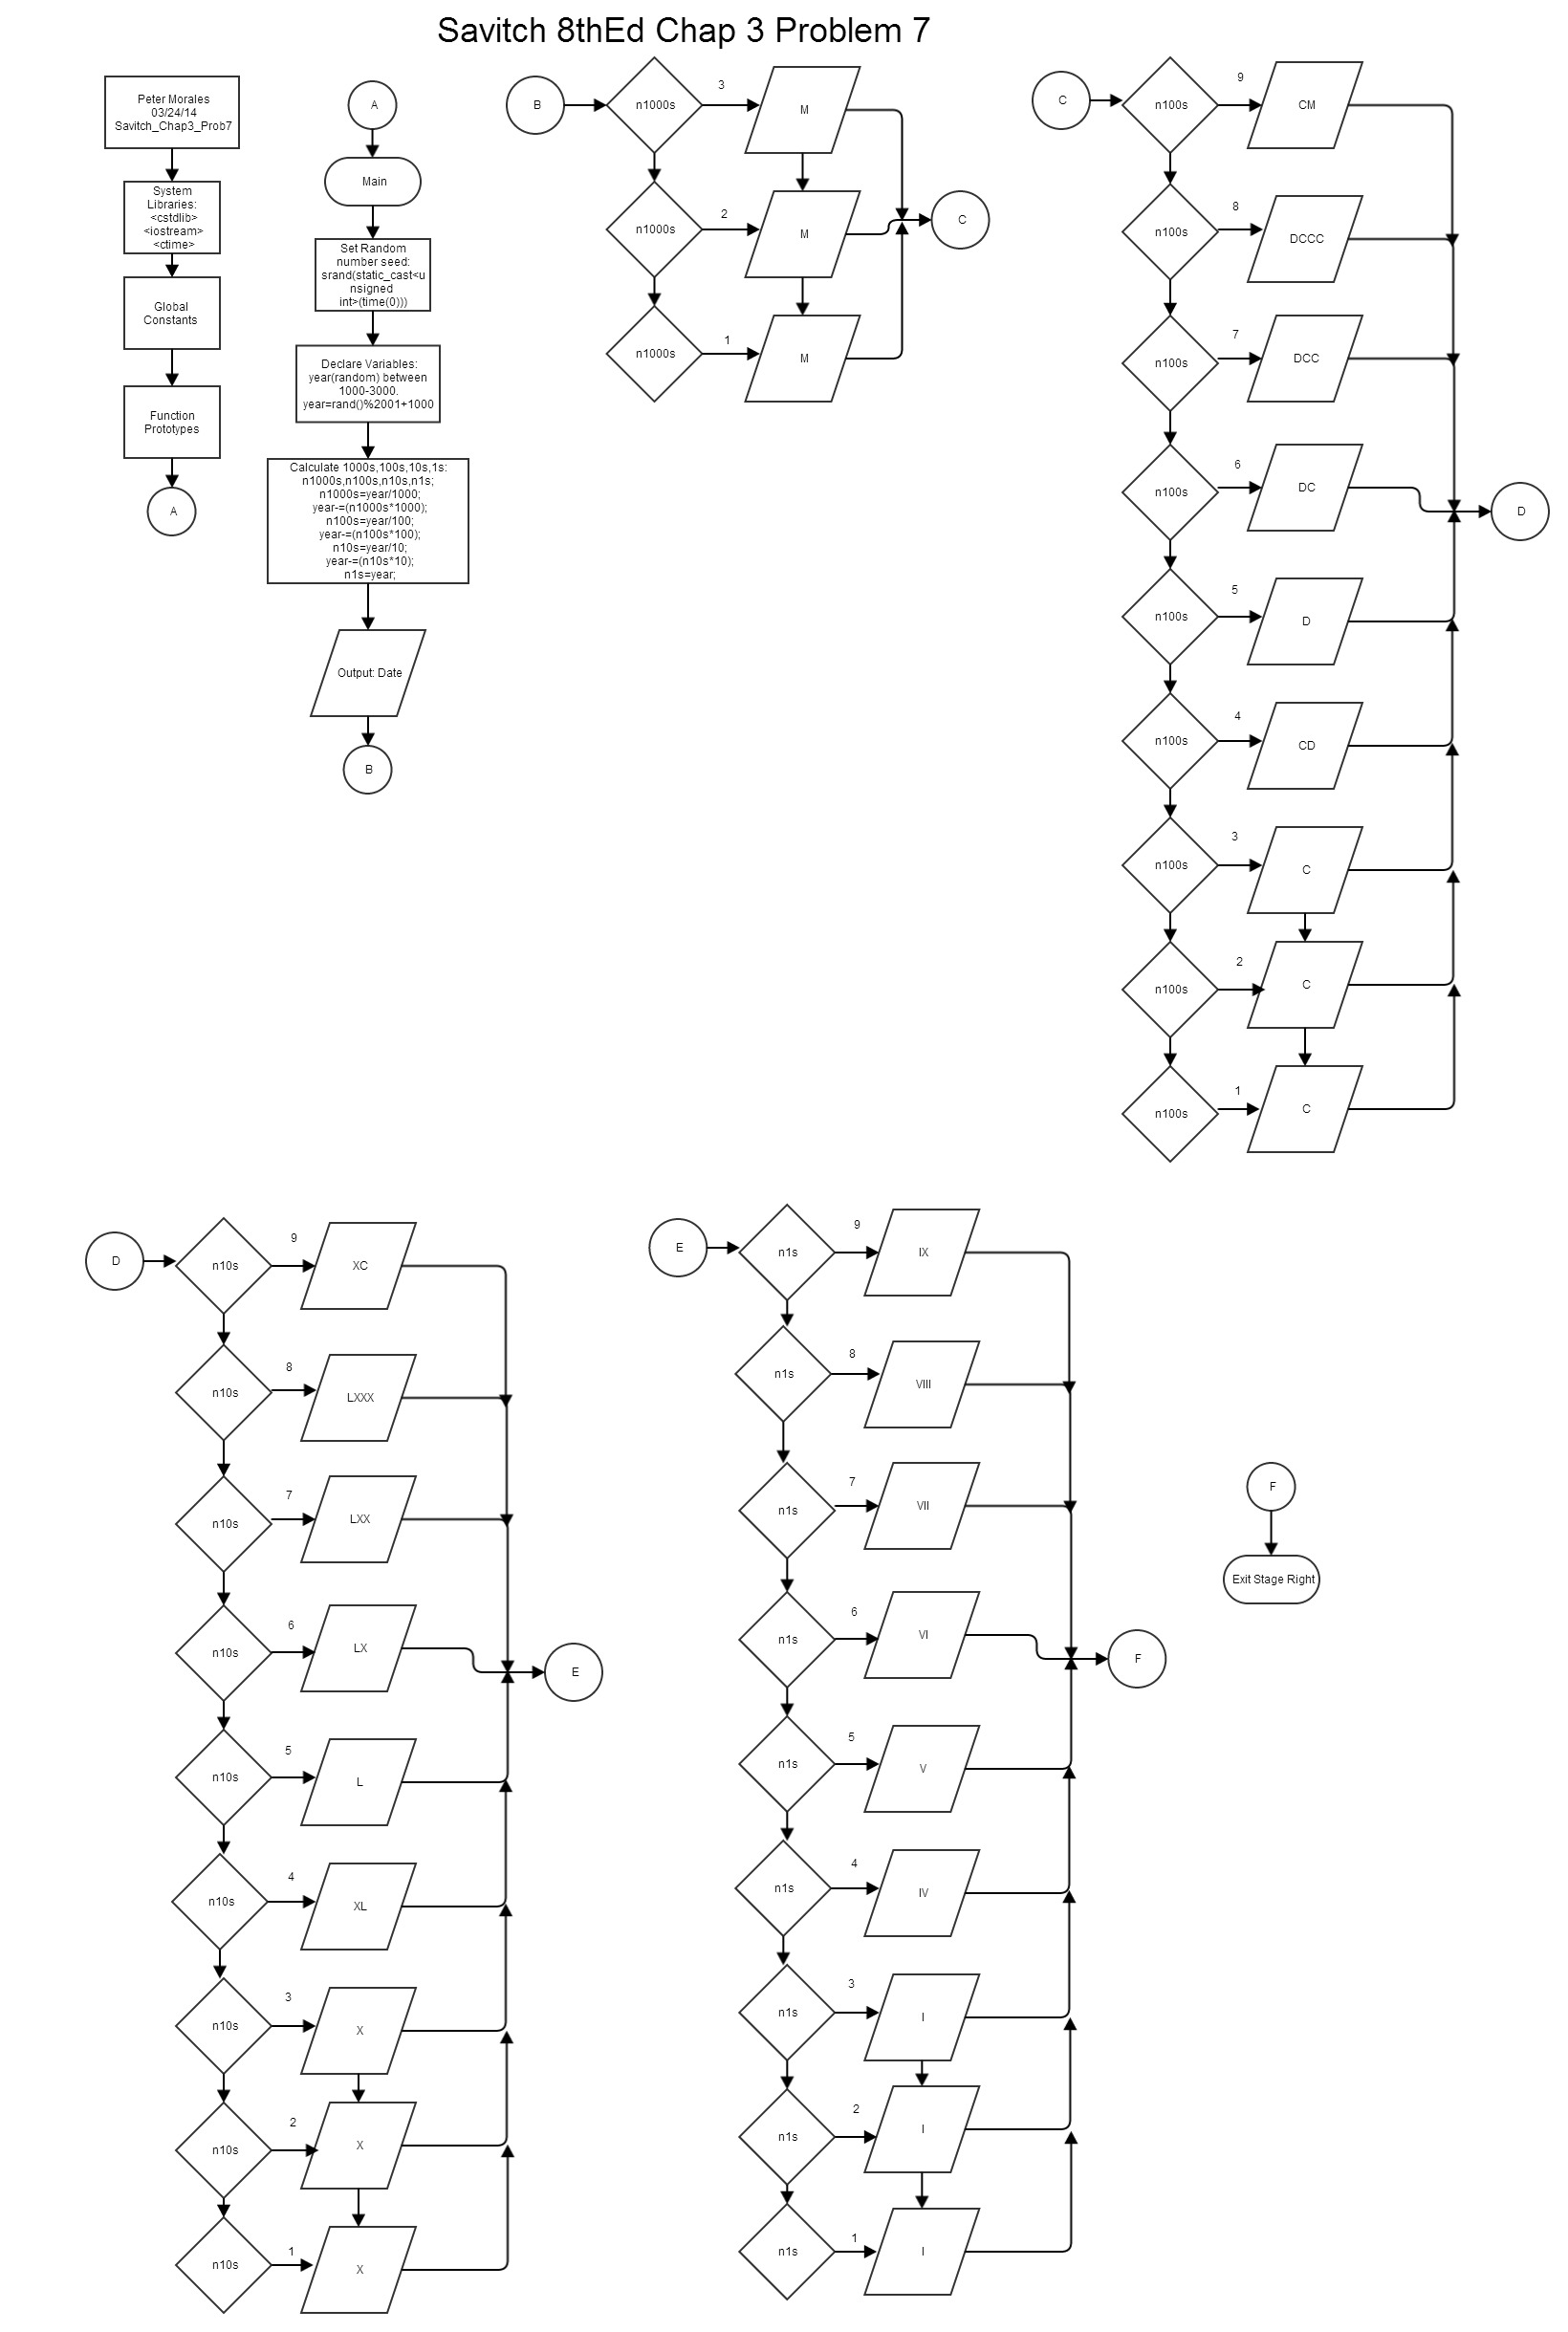 Savitch 8thEd Chap 3 Problem 7
Peter Morales
03/24/14
Savitch_Chap3_Prob7
System
Libraries:
<cstdlib>
<iostream>
<ctime>
Global
Constants
Function
Prototypes
A
A
Main
Set Random
number seed:
srand(static_cast<u
nsigned
int>(time(0)))
Declare Variables:
year(random) between
1000-3000.
year=rand()%2001+1000
Calculate 1000s,100s,10s,1s:
n1000s,n100s,n10s,n1s;
n1000s=year/1000;
year-=(n1000s*1000);
n100s=year/100;
year-=(n100s*100);
n10s=year/10;
year-=(n10s*10);
n1s=year;
Output: Date
B
B
n1000s
3
M
n1000s
2
M
C
n1000s
1
M
C
n100s
9
CM
n100s
8
DCCC
n100s
7
DCC
n100s
6
DC
D
n100s
5
D
n100s
4
CD
n100s
3
C
n100s
2
C
n100s
1
C
D
n10s
9
XC
n10s
8
LXXX
n10s
7
LXX
n10s
6
LX
E
n10s
5
L
n10s
4
XL
n10s
3
X
n10s
2
X
n10s
1
X
E
n1s
9
IX
n1s
8
VIII
n1s
7
VII
n1s
6
VI
F
n1s
5
V
n1s
4
IV
n1s
3
I
n1s
2
I
n1s
1
I
F
Exit Stage Right